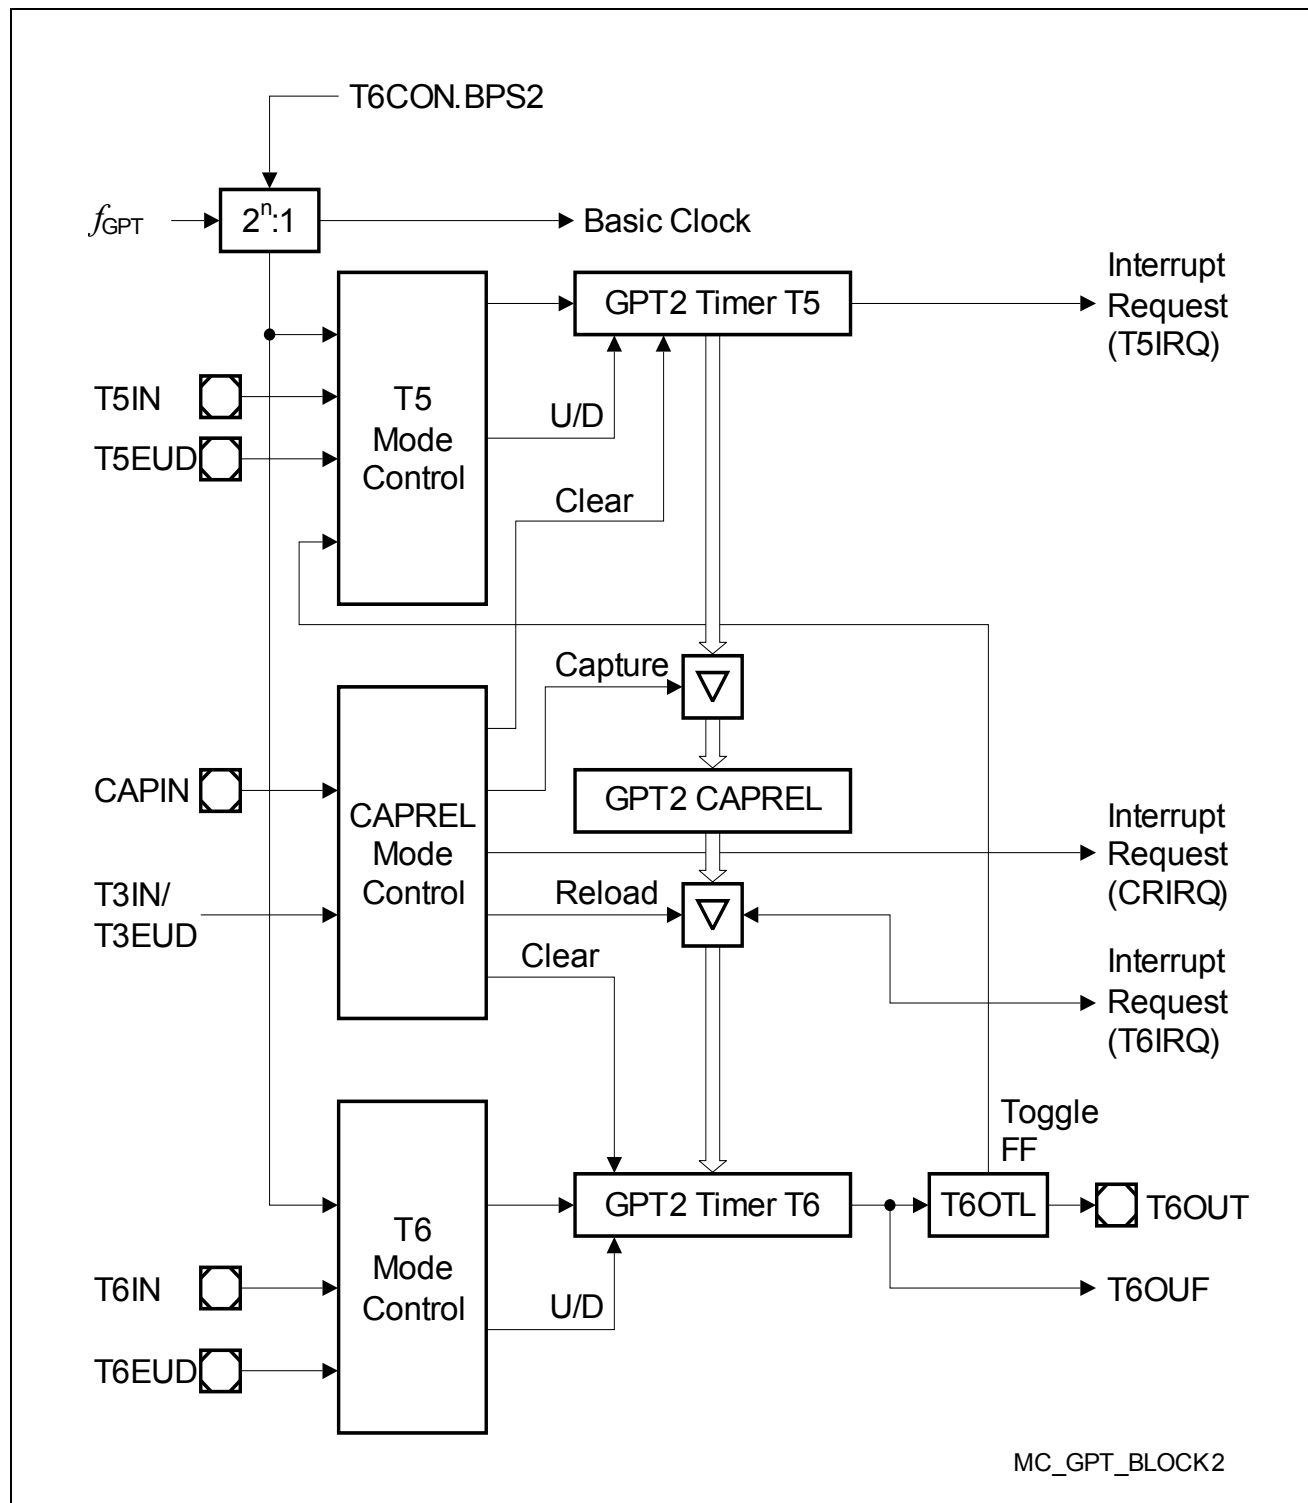 T6CON.BPS2
fGPT
2n:1
Basic Clock
Interrupt
Request
(T5IRQ)
GPT2 Timer T5
T5IN
T5
Mode
Control
U/D
T5EUD
Clear
Capture
CAPIN
GPT2 CAPREL
CAPREL
Mode
Control
Interrupt
Request
(CRIRQ)
T3IN/
T3EUD
Reload
Clear
Interrupt
Request
(T6IRQ)
Toggle
FF
GPT2 Timer T6
T6OTL
T6OUT
T6
Mode
Control
T6IN
U/D
T6OUF
T6EUD
MC_GPT_BLOCK2